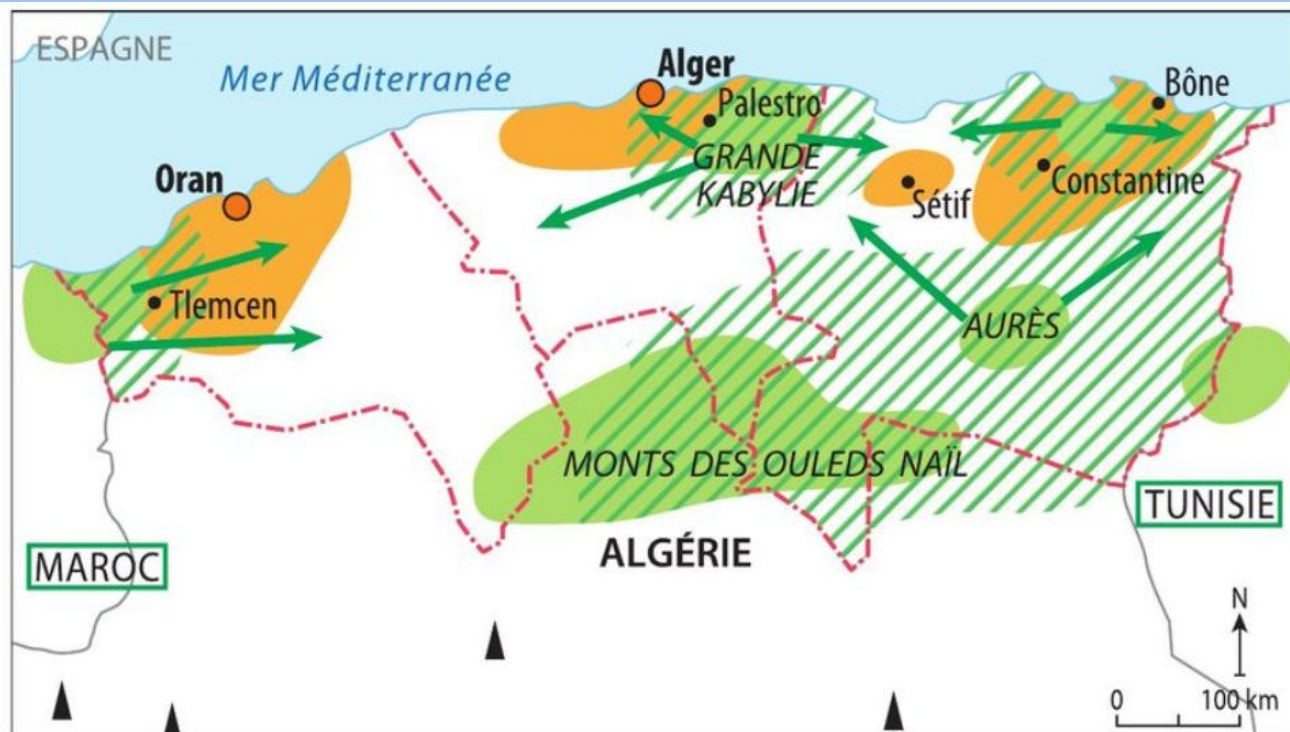 ESPAGNE
Mer Méditerranée
Alger
Palestro
Bône
GRANDE
KABYLIE
Oran
Sétif
Constantine
Tlemcen
AURÈS
MONTS DES OULEDS NAÏL
TUNISIE
ALGÉRIE
MAROC
N
0 100 km